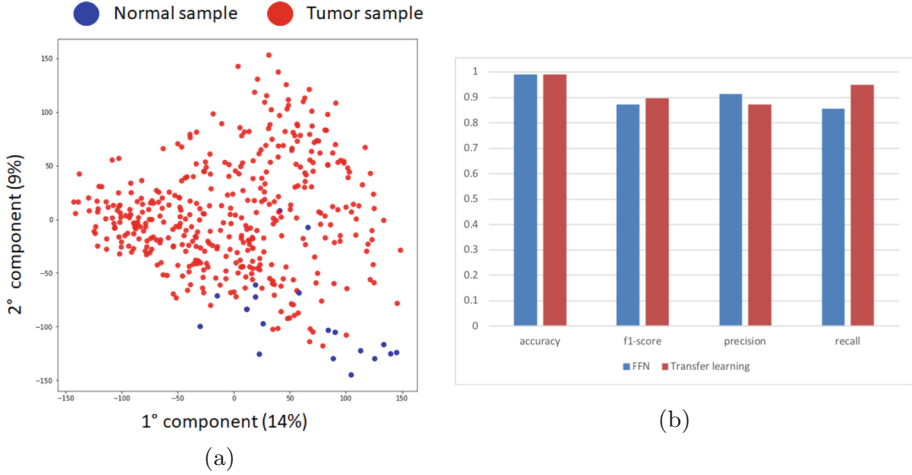 Normal sample Tumor sample
150
100
50
0
−50
−100
−150
−150 −100 −50 0 50 100 150
2° component (9%)
1° component (14%)
(a)
1
0.9
0.8
0.7
0.6
0.5
0.4
0.3
0.2
0.1
0
accuracy f1-score precision recall
FFN Transfer learning
(b)